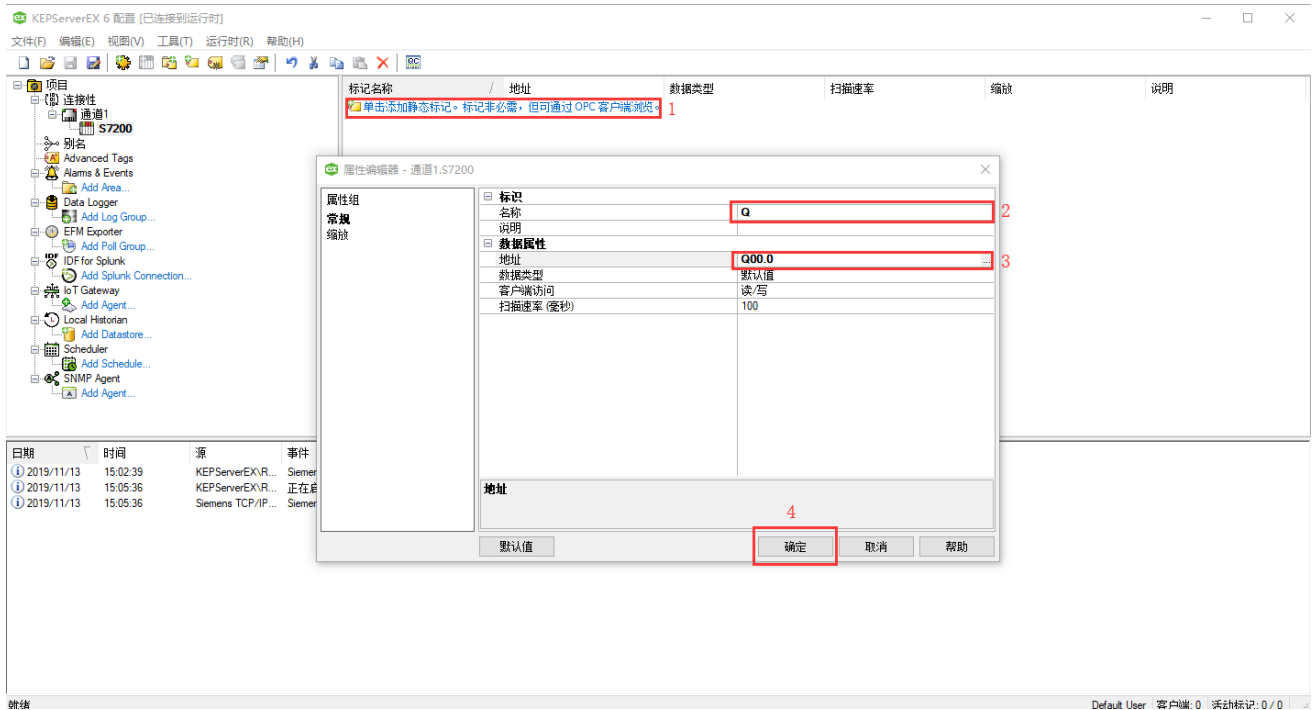 KEPServerEX 6 配置 [已连接到运行时]
文件(F) 编辑(E) 视图(V) 工具(T) 运行时(R) 帮助(H)
项目
连接性
通道1
S7200
别名
Advanced Tags
Alarms & Events
Add Area...
Data Logger
Add Log Group...
EFM Exporter
Add Poll Group...
IDF for Splunk
Add Splunk Connection...
IoT Gateway
Add Agent...
Local Historian
Add Datastore...
Scheduler
Add Schedule...
SNMP Agent
Add Agent...
标记名称 / 地址 数据类型 扫描速率 缩放 说明
单击添加静态标记。标记非必需，但可通过 OPC 客户端浏览。 1
属性编辑器 - 通道1.S7200
属性组
常规
缩放
标识
名称 Q 2
说明
数据属性
地址 Q00.0 ... 3
数据类型 默认值
客户端访问 读/写
扫描速率 (毫秒) 100
地址
4
默认值 确定 取消 帮助
日期 时间 源 事件
2019/11/13 15:02:39 KEPServerEX\R... Siemer
2019/11/13 15:05:36 KEPServerEX\R... 正在启
2019/11/13 15:05:36 Siemens TCP/IP... Siemer
就绪 Default User 客户端: 0 活动标记: 0 / 0